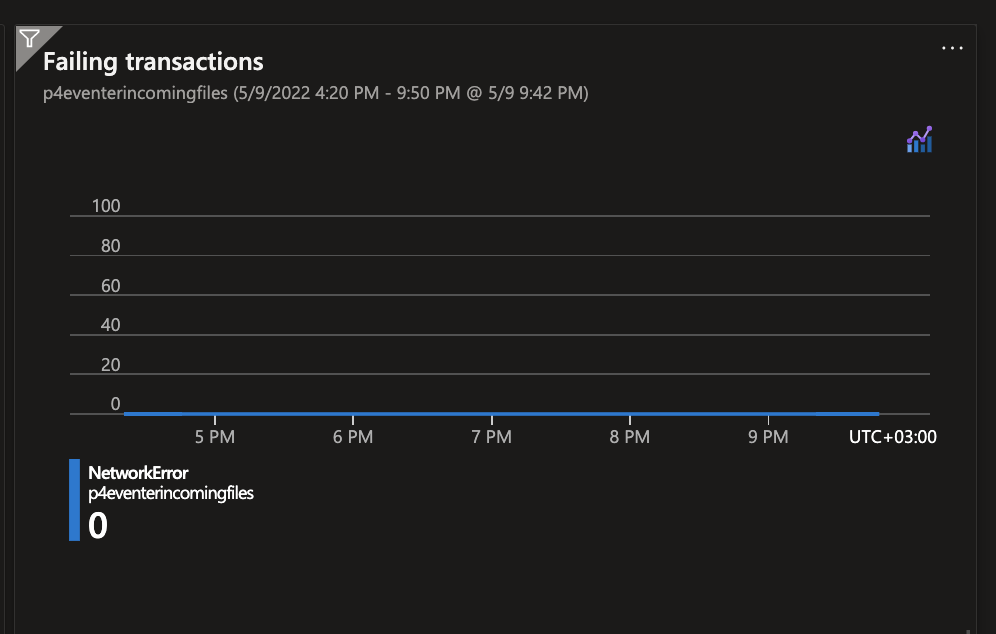 Failing transactions
...
p4eventerincomingfiles (5/9/2022 4:20 PM - 9:50 PM @ 5/9 9:42 PM)
100
80
60
40
20
0
5 PM 6 PM 7 PM 8 PM 9 PM UTC+03:00
NetworkError
p4eventerincomingfiles
0